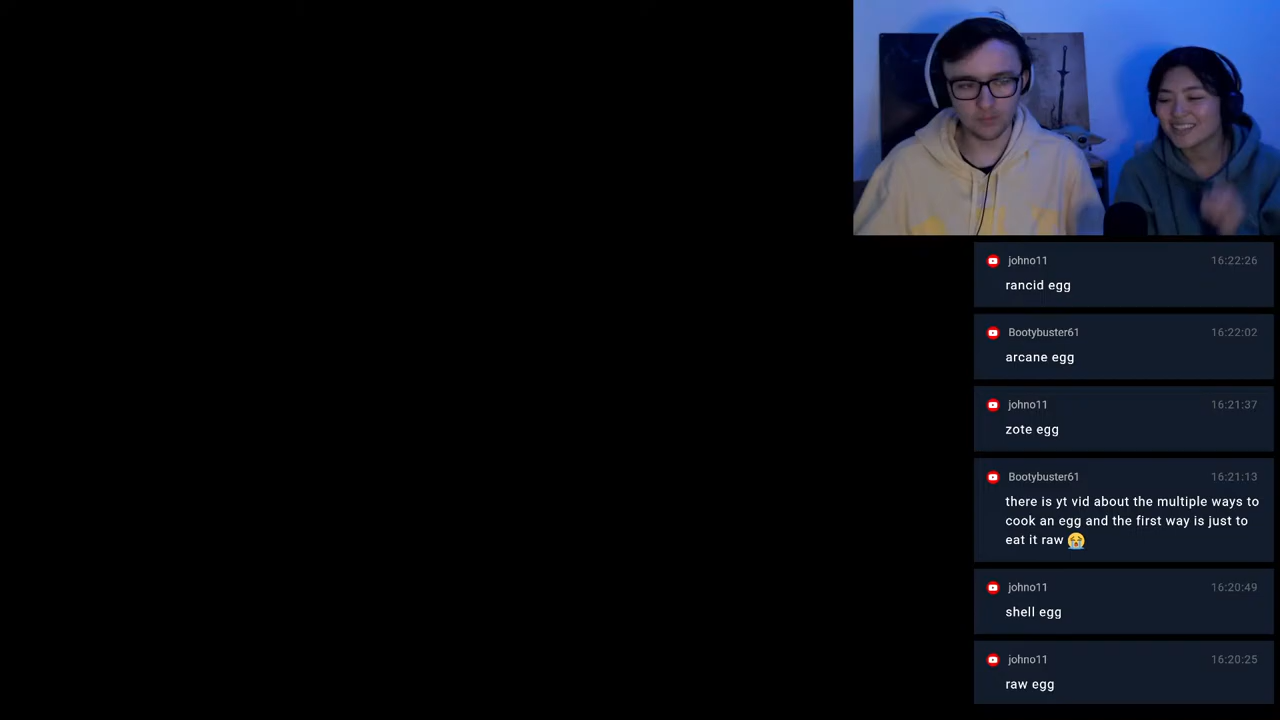 johno11 16:22:26
rancid egg
Bootybuster61 16:22:02
arcane egg
johno11 16:21:37
zote egg
Bootybuster61 16:21:13
there is yt vid about the multiple ways to
cook an egg and the first way is just to
eat it raw 😭
johno11 16:20:49
shell egg
johno11 16:20:25
raw egg